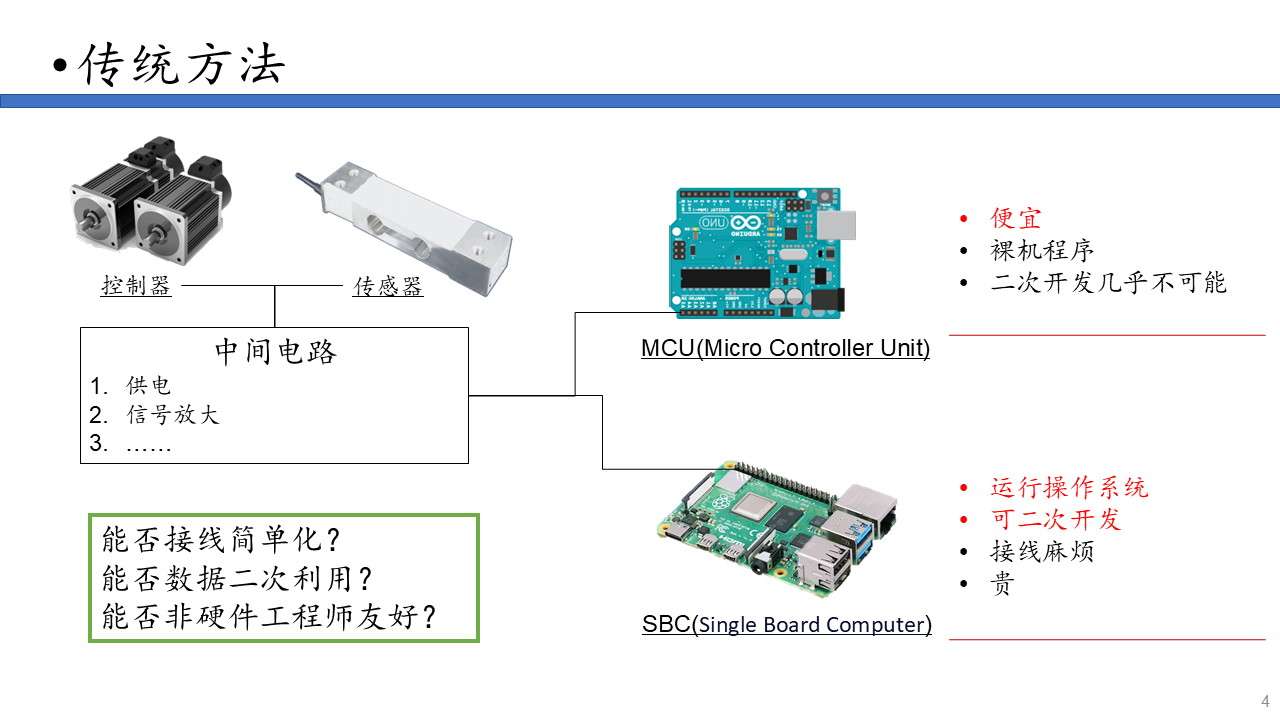 •传统方法
控制器
传感器
中间电路
1. 供电
2. 信号放大
3. ……
能否接线简单化？
能否数据二次利用？
能否非硬件工程师友好？
UNO
ARDUINO
MCU(Micro Controller Unit)
• 便宜
• 裸机程序
• 二次开发几乎不可能
HDMI
SBC(Single Board Computer)
• 运行操作系统
• 可二次开发
• 接线麻烦
• 贵
4